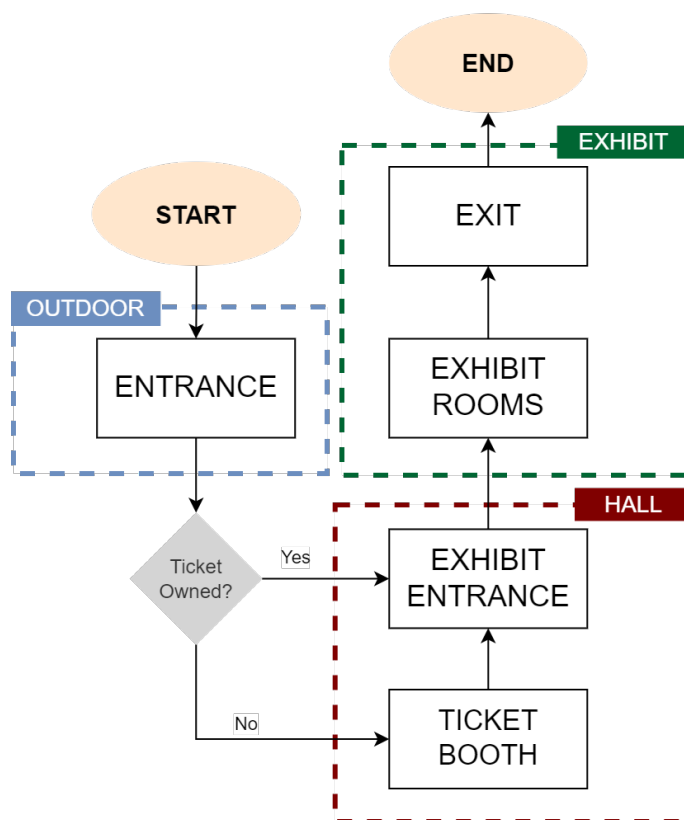 START
OUTDOOR
ENTRANCE
Ticket
Owned?
Yes
No
HALL
TICKET
BOOTH
EXHIBIT
ENTRANCE
EXHIBIT
EXHIBIT
ROOMS
EXIT
END